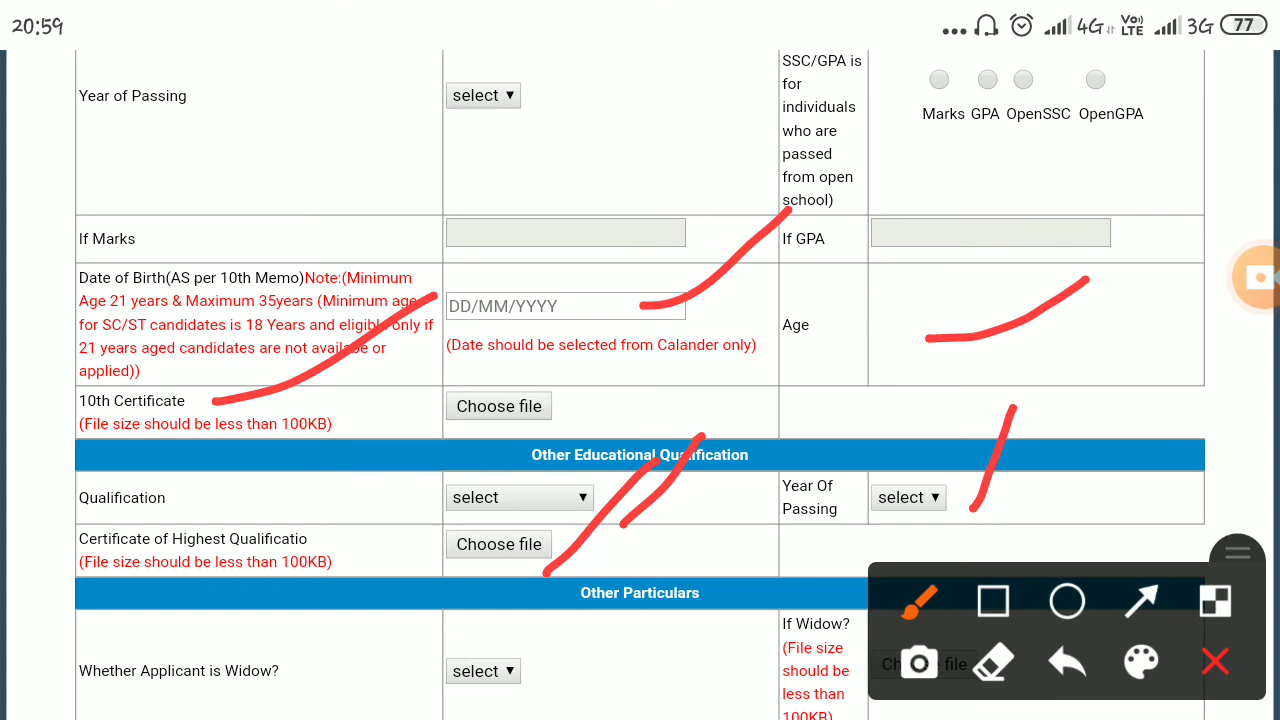 20:59
4G
Vo))
LTE
3G
77
Year of Passing
select
SSC/GPA is
for
individuals
who are
passed
from open
school)
Marks GPA OpenSSC OpenGPA
If Marks
If GPA
Date of Birth(AS per 10th Memo)Note:(Minimum
Age 21 years & Maximum 35years (Minimum age
for SC/ST candidates is 18 Years and eligible only if
21 years aged candidates are not available or
applied))
DD/MM/YYYY
(Date should be selected from Calander only)
Age
10th Certificate
(File size should be less than 100KB)
Choose file
Other Educational Qualification
Qualification
select
Year Of
Passing
select
Certificate of Highest Qualificatio
(File size should be less than 100KB)
Choose file
Other Particulars
Whether Applicant is Widow?
select
If Widow?
(File size
should be
less than
100KB)
Choose file